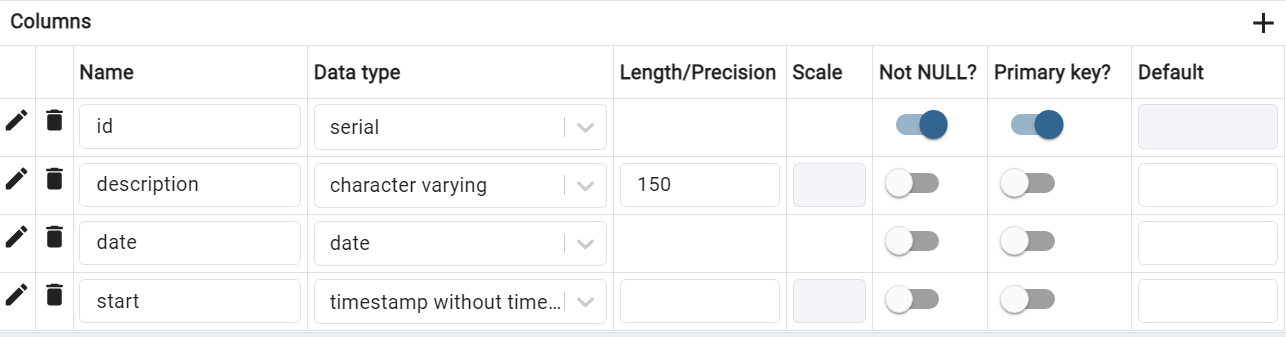 Columns
Name Data type Length/Precision Scale Not NULL? Primary key? Default
id serial
description character varying 150
date date
start timestamp without time...